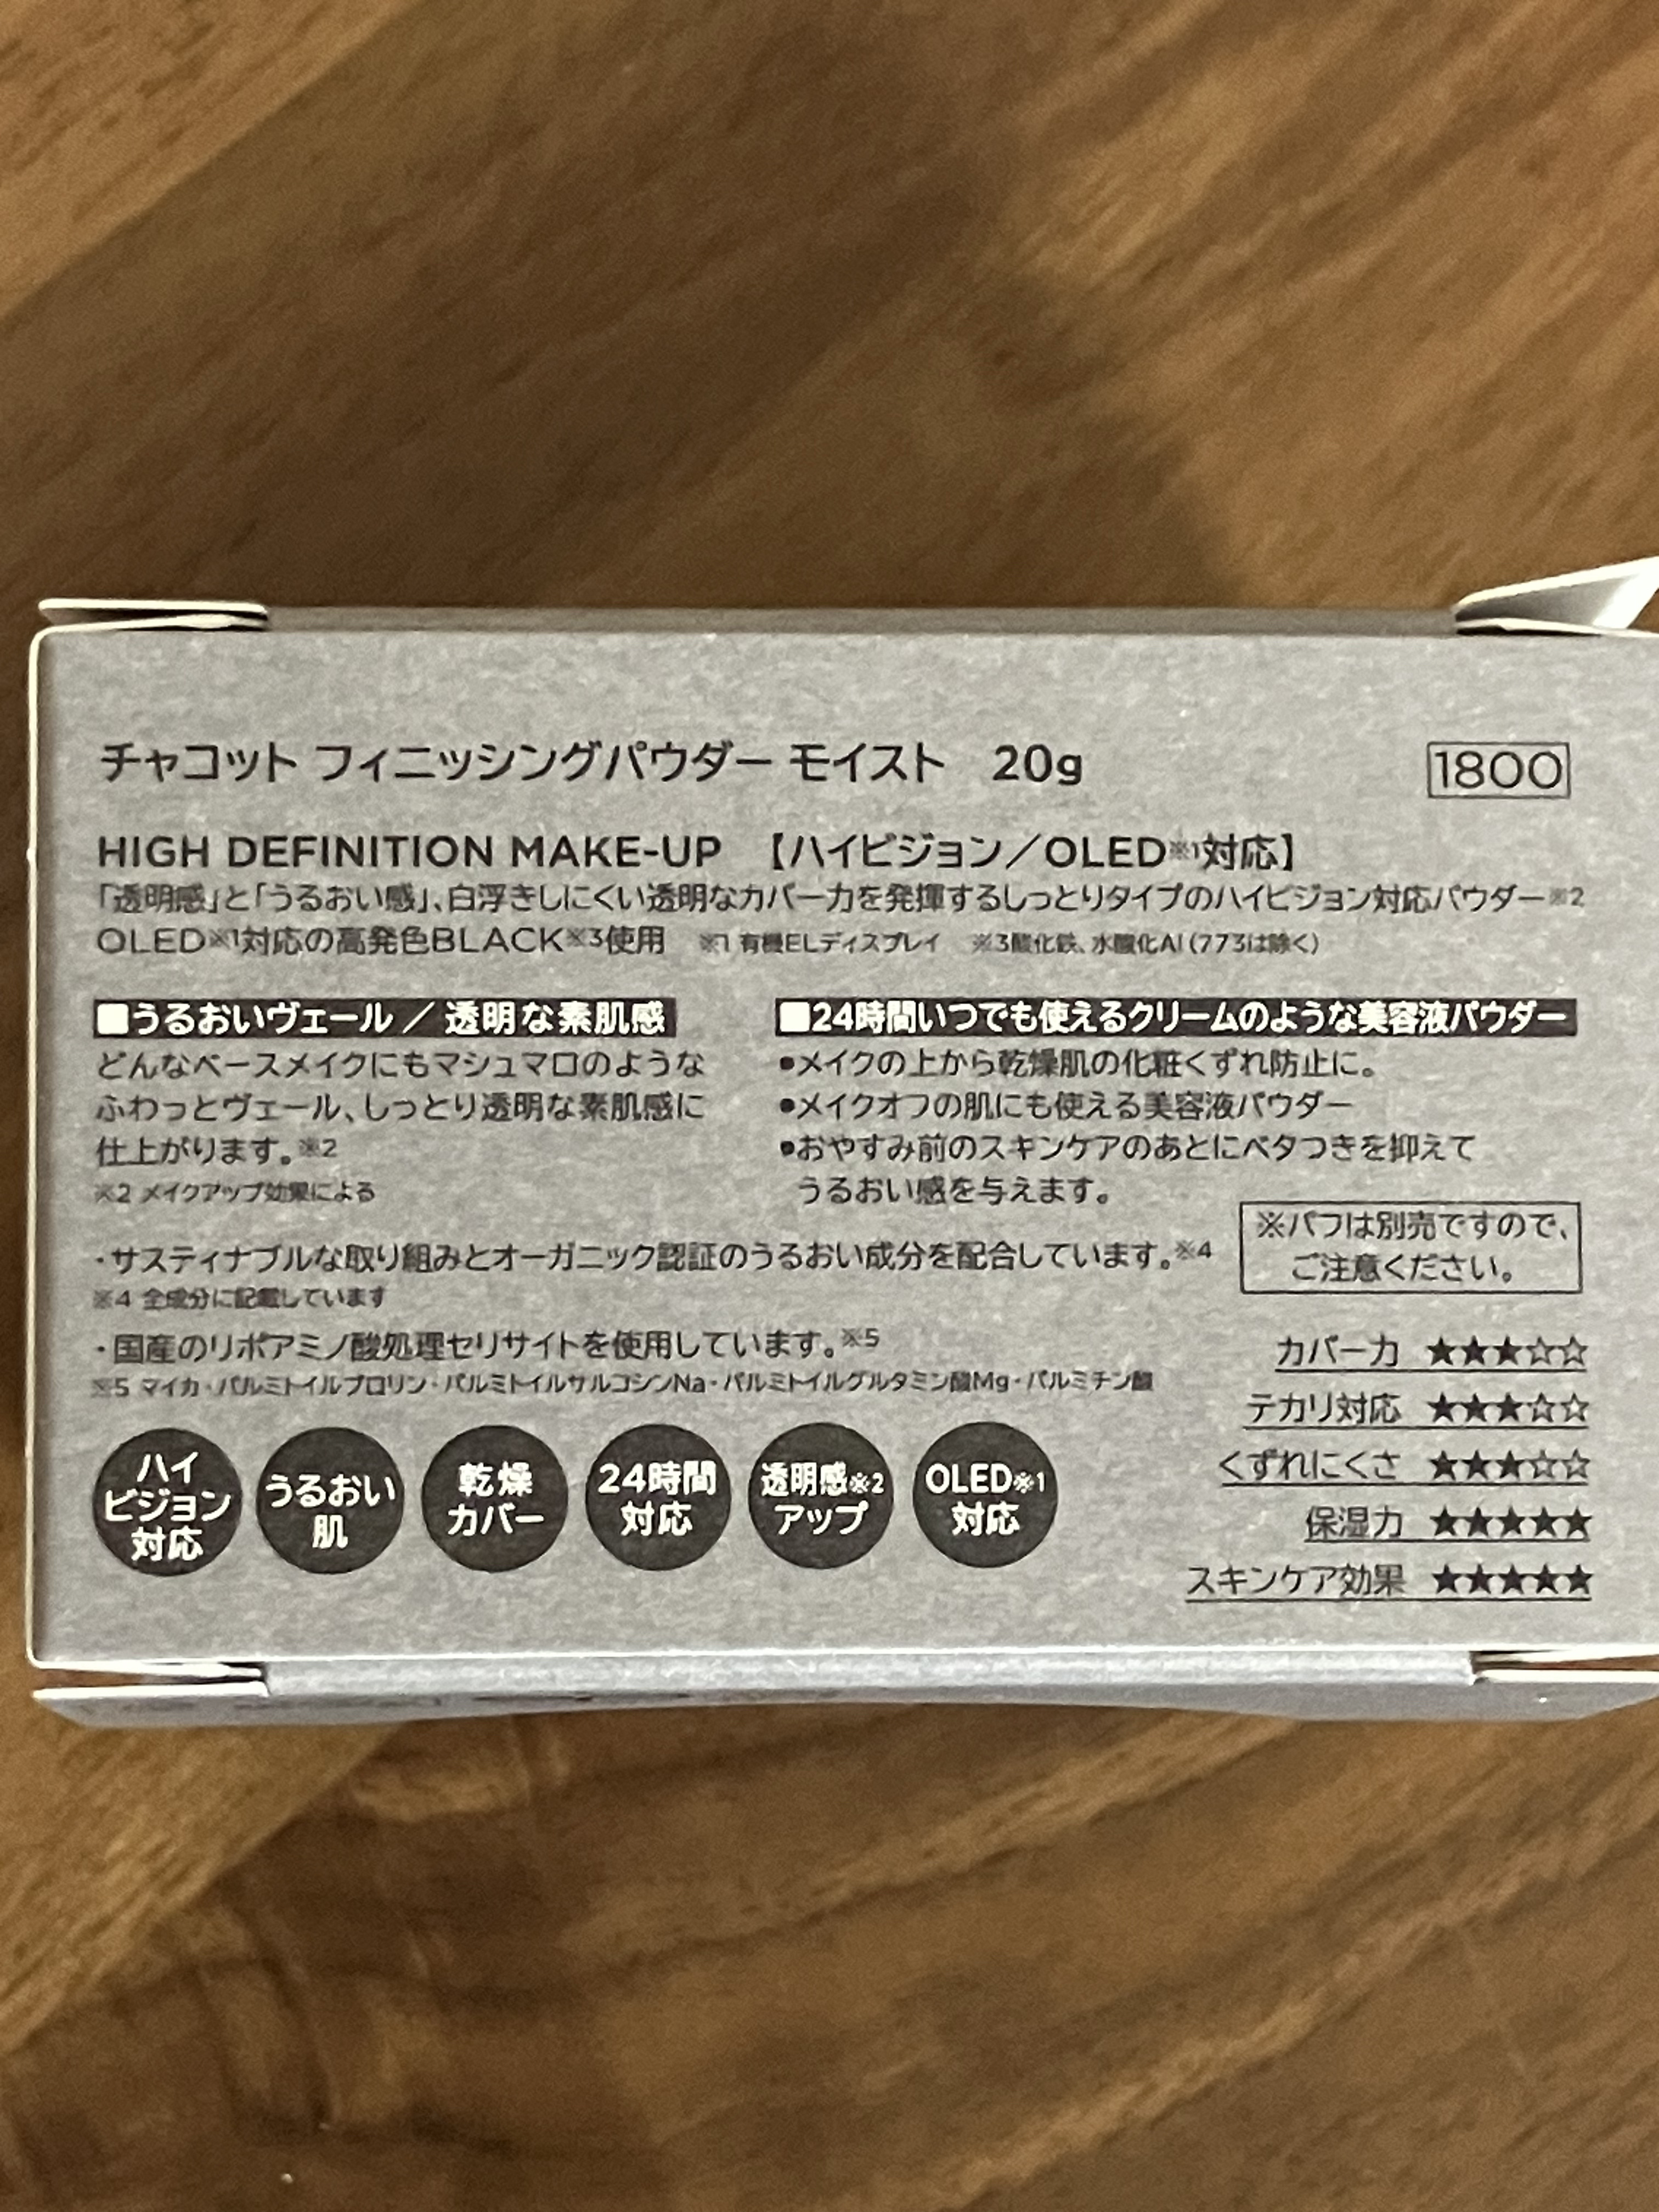 チャコット フィニッシングパウダー モイスト 20g 1800
HIGH DEFINITION MAKE-UP 【ハイビジョン／OLED※1対応】
「透明感」と「うるおい感」、白浮きしにくい透明なカバー力を発揮するしっとりタイプのハイビジョン対応パウダー※2
OLED※1対応の高発色BLACK※3使用 ※1 有機ELディスプレイ ※3酸化鉄、水酸化Al（773は除く）
■うるおいヴェール ／ 透明な素肌感
どんなベースメイクにもマシュマロのような
ふわっとヴェール、しっとり透明な素肌感に
仕上がります。※2
※2 メイクアップ効果による
■24時間いつでも使えるクリームのような美容液パウダー
●メイクの上から乾燥肌の化粧くずれ防止に。
●メイクオフの肌にも使える美容液パウダー
●おやすみ前のスキンケアのあとにベタつきを抑えて
うるおい感を与えます。
※パフは別売ですので、
ご注意ください。
・サスティナブルな取り組みとオーガニック認証のうるおい成分を配合しています。※4
※4 全成分に記載しています
・国産のリポアミノ酸処理セリサイトを使用しています。※5
※5 マイカ・パルミトイルプロリン・パルミトイルサルコシンNa・パルミトイルグルタミン酸Mg・パルミチン酸
ハイ
ビジョン
対応
うるおい
肌
乾燥
カバー
24時間
対応
透明感※2
アップ
OLED※1
対応
カバー力 ★★★☆☆
テカリ対応 ★★★☆☆
くずれにくさ ★★★☆☆
保湿力 ★★★★★
スキンケア効果 ★★★★★